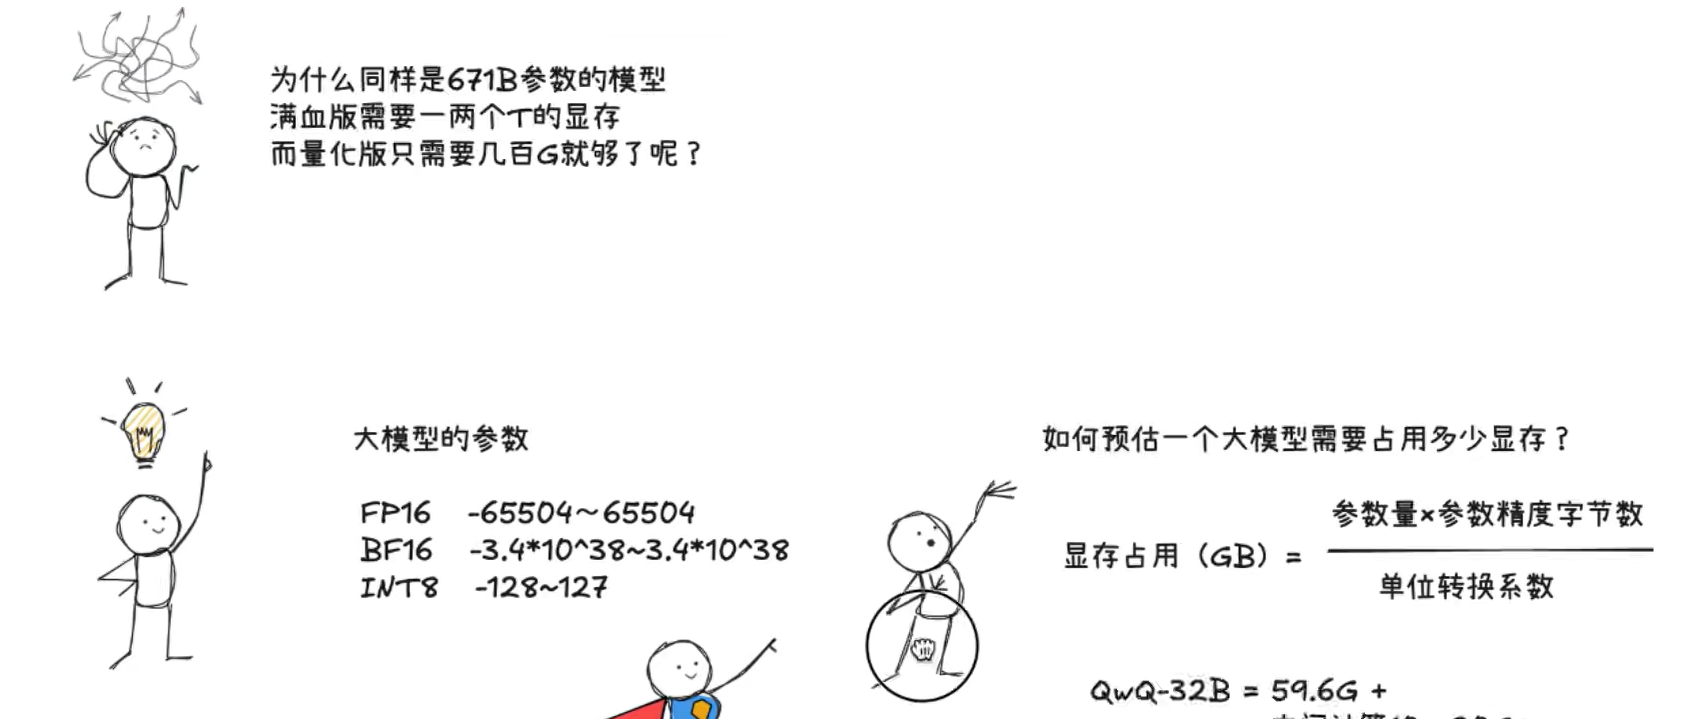 为什么同样是671B参数的模型
满血版需要一两个T的显存
而量化版只需要几百G就够了呢？
大模型的参数
FP16 -65504～65504
BF16 -3.4*10^38~3.4*10^38
INT8 -128~127
如何预估一个大模型需要占用多少显存？
显存占用（GB）=
参数量×参数精度字节数
单位转换系数
QwQ-32B = 59.6G +